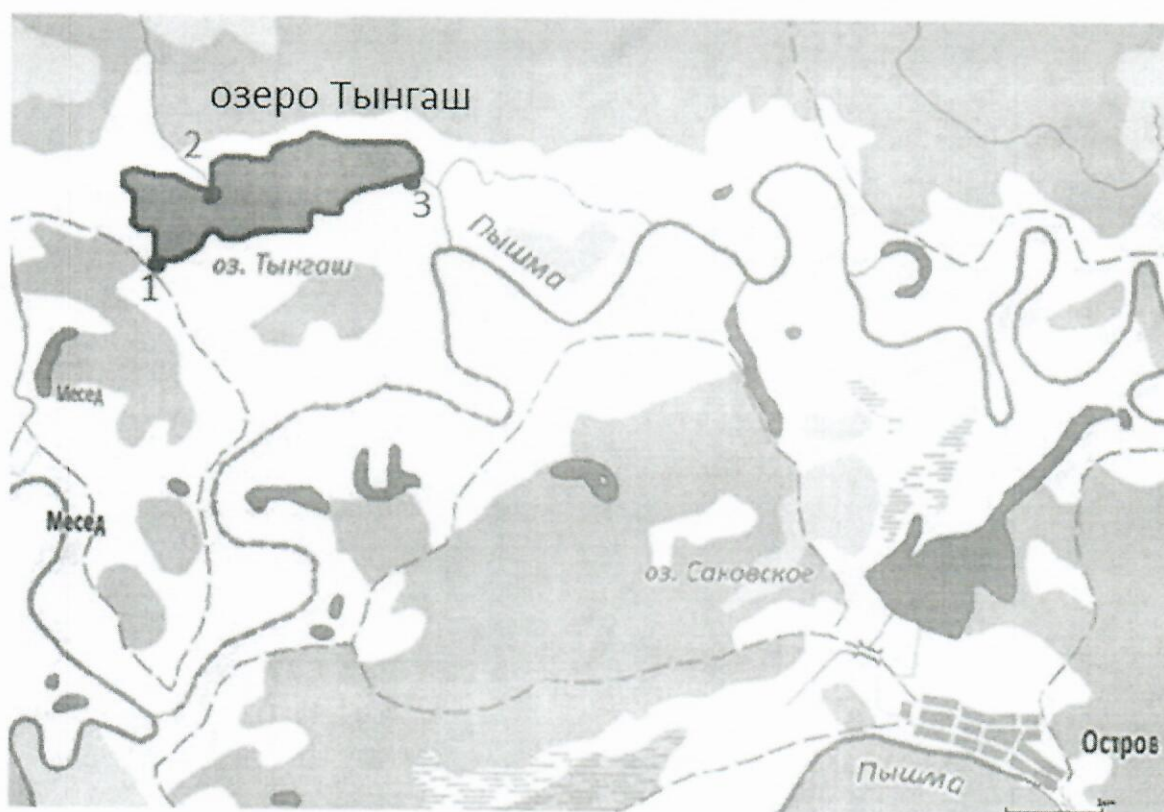 озеро Тынгаш
2
3
Пышма
оз. Тынгаш
1
Месед
Месед
оз. Саковское
Остров
Пышма